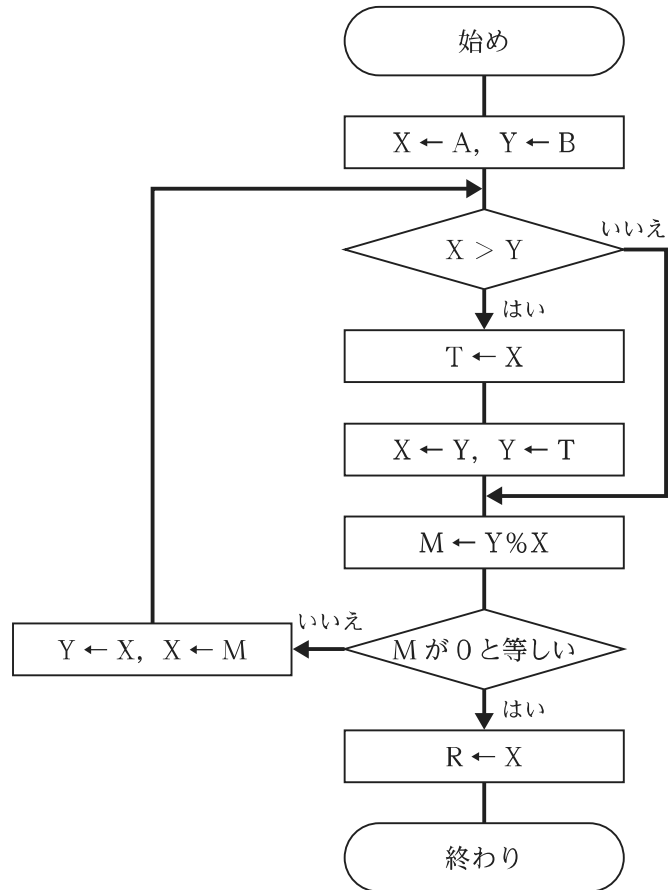 始め
X ← A, Y ← B
X > Y
いいえ
はい
T ← X
X ← Y, Y ← T
M ← Y%X
いいえ
Y ← X, X ← M
Mが0と等しい
はい
R ← X
終わり